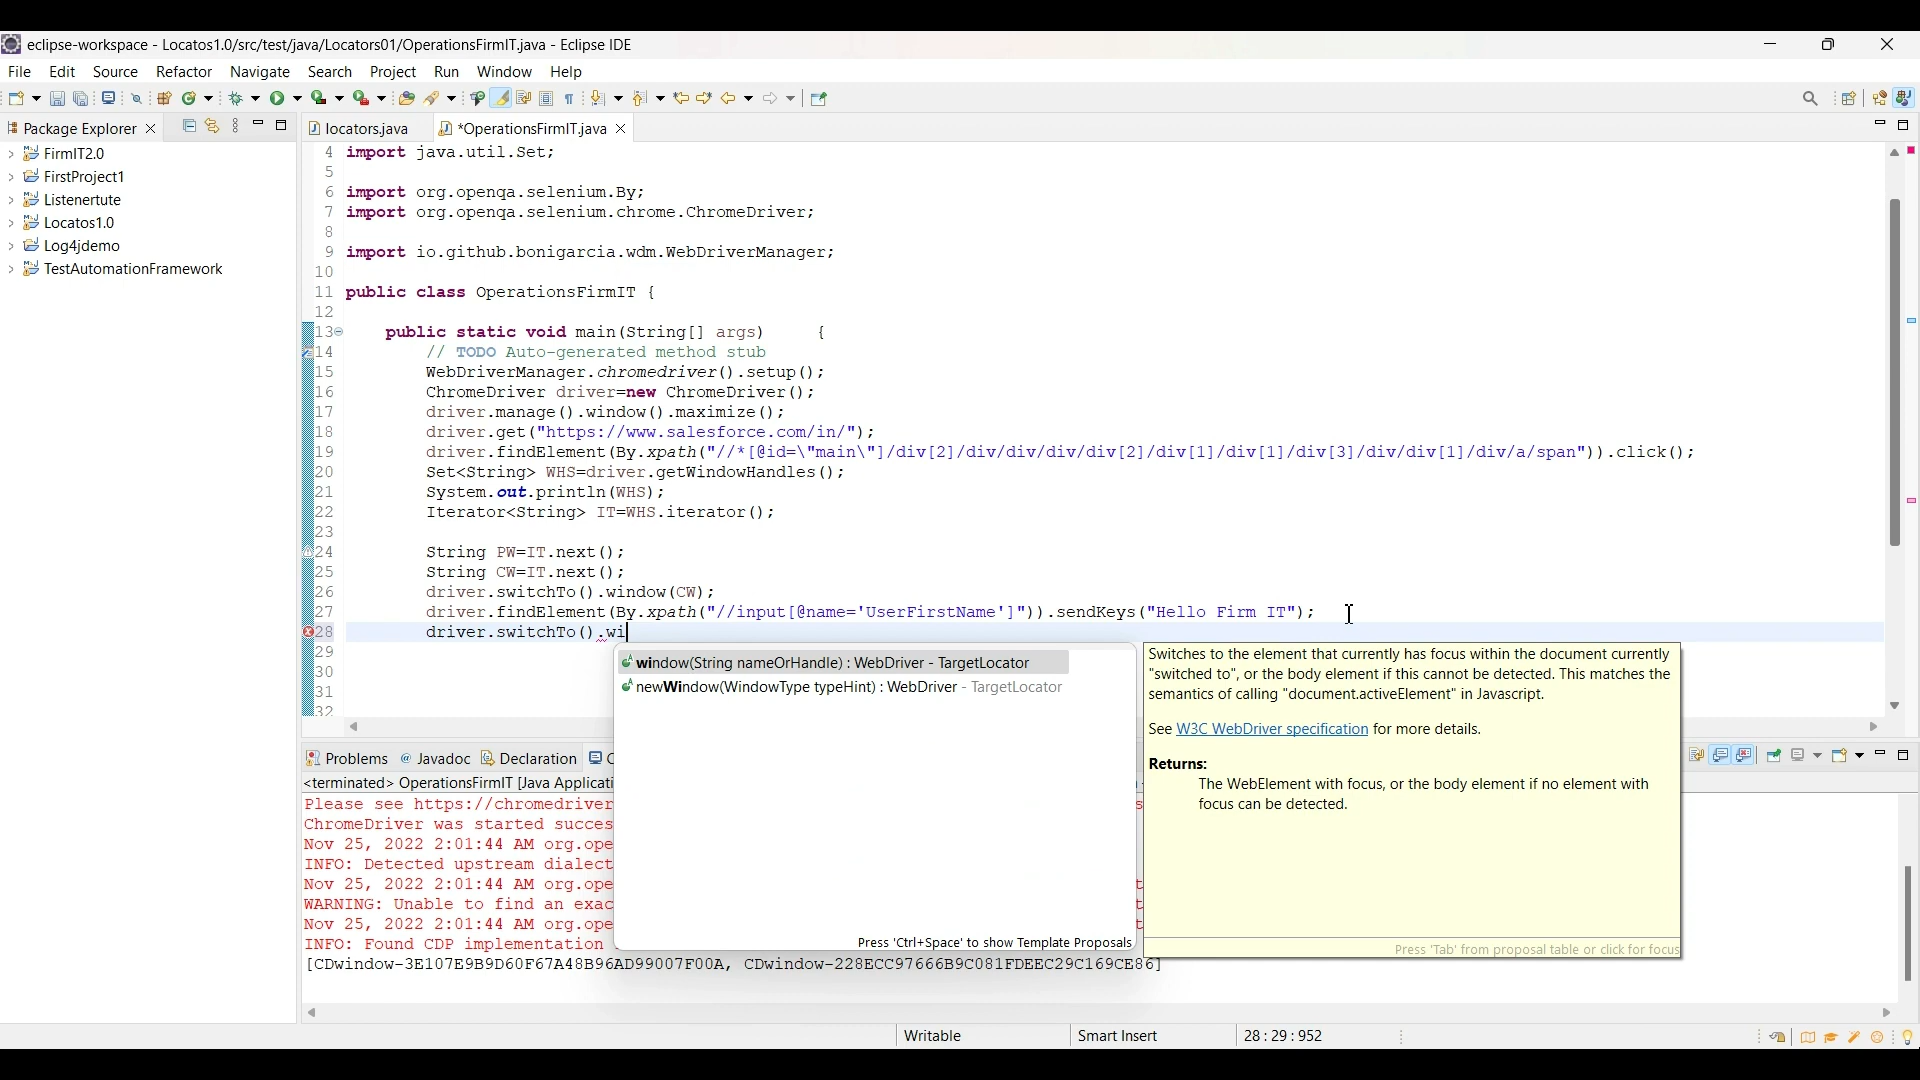 eclipse-workspace - Locatos1.0/src/test/java/Locators01/OperationsFirmIT.java - Eclipse IDE
File Edit Source Refactor Navigate Search Project Run Window Help
Package Explorer
locators.java
*OperationsFirmIT.java
FirmIT2.0
FirstProject1
Listenertute
Locatos1.0
Log4jdemo
TestAutomationFramework
4 import java.util.Set;
5
6 import org.openqa.selenium.By;
7 import org.openqa.selenium.chrome.ChromeDriver;
8
9 import io.github.bonigarcia.wdm.WebDriverManager;
10
11 public class OperationsFirmIT {
12
13 public static void main(String[] args) {
14 // TODO Auto-generated method stub
15 WebDriverManager.chromedriver().setup();
16 ChromeDriver driver=new ChromeDriver();
17 driver.manage().window().maximize();
18 driver.get("https://www.salesforce.com/in/");
19 driver.findElement(By.xpath("//*[@id=\"main\"]/div[2]/div/div/div/div[2]/div[1]/div[1]/div[3]/div/div[1]/div/a/span")).click();
20 Set<String> WHS=driver.getWindowHandles();
21 System.out.println(WHS);
22 Iterator<String> IT=WHS.iterator();
23
24 String PW=IT.next();
25 String CW=IT.next();
26 driver.switchTo().window(CW);
27 driver.findElement(By.xpath("//input[@name='UserFirstName']")).sendKeys("Hello Firm IT");
28 driver.switchTo().wi
29
30
31
32
window(String nameOrHandle) : WebDriver - TargetLocator
newWindow(WindowType typeHint) : WebDriver - TargetLocator
Press 'Ctrl+Space' to show Template Proposals
Switches to the element that currently has focus within the document currently
"switched to", or the body element if this cannot be detected. This matches the
semantics of calling "document.activeElement" in Javascript.
See W3C WebDriver specification for more details.
Returns:
The WebElement with focus, or the body element if no element with
focus can be detected.
Press 'Tab' from proposal table or click for focus
Problems @ Javadoc Declaration
<terminated> OperationsFirmIT [Java Applicati
Please see https://chromedriver
ChromeDriver was started succes
Nov 25, 2022 2:01:44 AM org.ope
INFO: Detected upstream dialect
Nov 25, 2022 2:01:44 AM org.ope
WARNING: Unable to find an exac
Nov 25, 2022 2:01:44 AM org.ope
INFO: Found CDP implementation
[CDwindow-3E107E9B9D60F67A48B96AD99007F00A, CDwindow-228ECC97666B9C081FDEEC29C169CE86]
Writable
Smart Insert
28 : 29 : 952